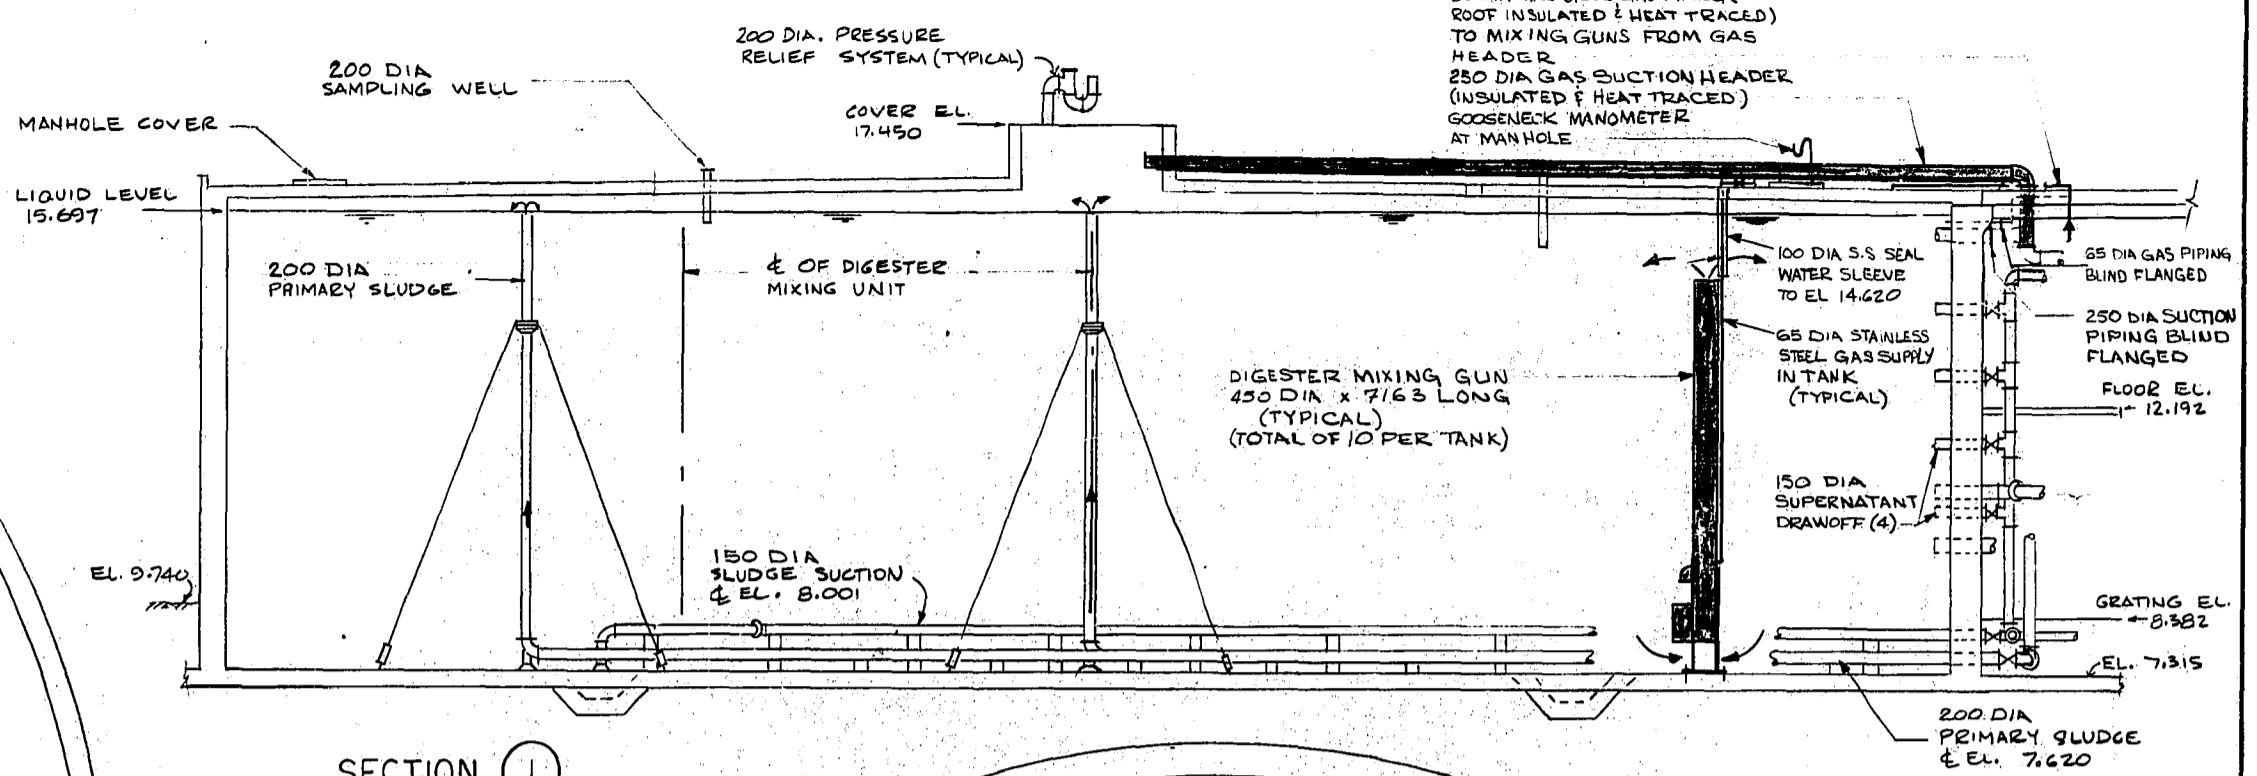 ROOF INSULATED & HEAT TRACED)
TO MIXING GUNS FROM GAS
HEADER
250 DIA GAS SUCTION HEADER
(INSULATED & HEAT TRACED)
GOOSENECK MANOMETER
AT MANHOLE
200 DIA. PRESSURE
RELIEF SYSTEM (TYPICAL)
200 DIA
SAMPLING WELL
MANHOLE COVER
COVER EL.
17.450
LIQUID LEVEL
15.697
200 DIA
PRIMARY SLUDGE
℄ OF DIGESTER
MIXING UNIT
100 DIA S.S SEAL
WATER SLEEVE
TO EL 14.620
65 DIA GAS PIPING
BLIND FLANGED
250 DIA SUCTION
PIPING BLIND
FLANGED
65 DIA STAINLESS
STEEL GAS SUPPLY
IN TANK
(TYPICAL)
DIGESTER MIXING GUN
450 DIA x 7163 LONG
(TYPICAL)
(TOTAL OF 10 PER TANK)
FLOOR EL.
12.192
150 DIA
SUPERNATANT
DRAWOFF (4)
EL. 9.740
150 DIA
SLUDGE SUCTION
℄ EL. 8.001
GRATING EL.
8.382
EL. 7.315
200 DIA
PRIMARY SLUDGE
℄ EL. 7.620
SECTION 1